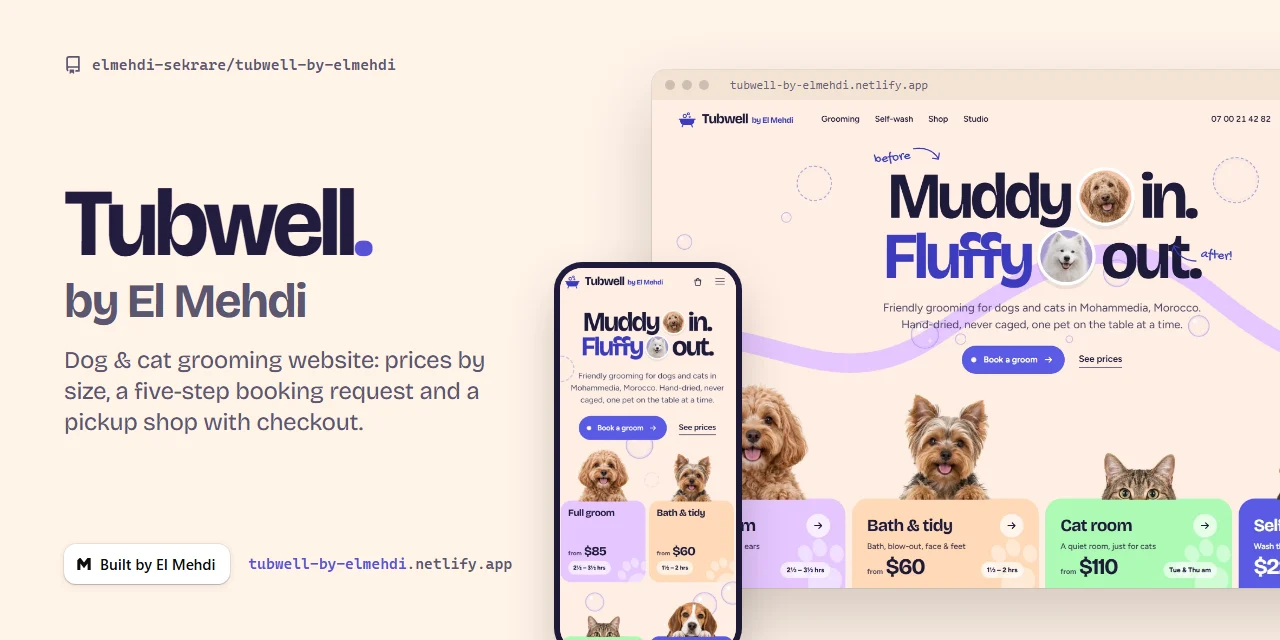 elmehdi-sekrare/tubwell-by-elmehdi
Tubwell.
by El Mehdi
Dog & cat grooming website: prices by
size, a five-step booking request and a
pickup shop with checkout.
Built by El Mehdi
tubwell-by-elmehdi.netlify.app
tubwell-by-elmehdi.netlify.app
Tubwell by El Mehdi Grooming Self-wash Shop Studio 07 00 21 42 82
before
Muddy in.
Fluffy out.
after!
Friendly grooming for dogs and cats in Mohammedia, Morocco.
Hand-dried, never caged, one pet on the table at a time.
Book a groom → See prices
ears
2½ – 3½ hrs
Bath & tidy
Bath, blow-out, face & feet
from $60
1½ – 2 hrs
Cat room
A quiet room, just for cats
from $110
Tue & Thu am
Tubwell by El Mehdi
Muddy in.
Fluffy out.
Friendly grooming for dogs and cats in
Mohammedia, Morocco. Hand-dried, never
caged, one pet on the table at a time.
Book a groom → See prices
Full groom
from $85
2½ – 3½ hrs
Bath & tidy
from $60
1½ – 2 hrs